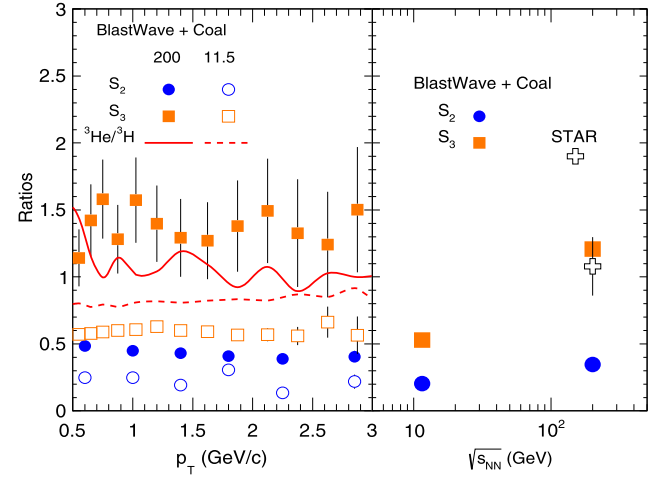 BlastWave + Coal
200 11.5
S2
S3
³He/³H
Ratios
3
2.5
2
1.5
1
0.5
0
0.5 1 1.5 2 2.5 3
p_T (GeV/c)
BlastWave + Coal
S2
S3 STAR
10 10²
√s_NN (GeV)